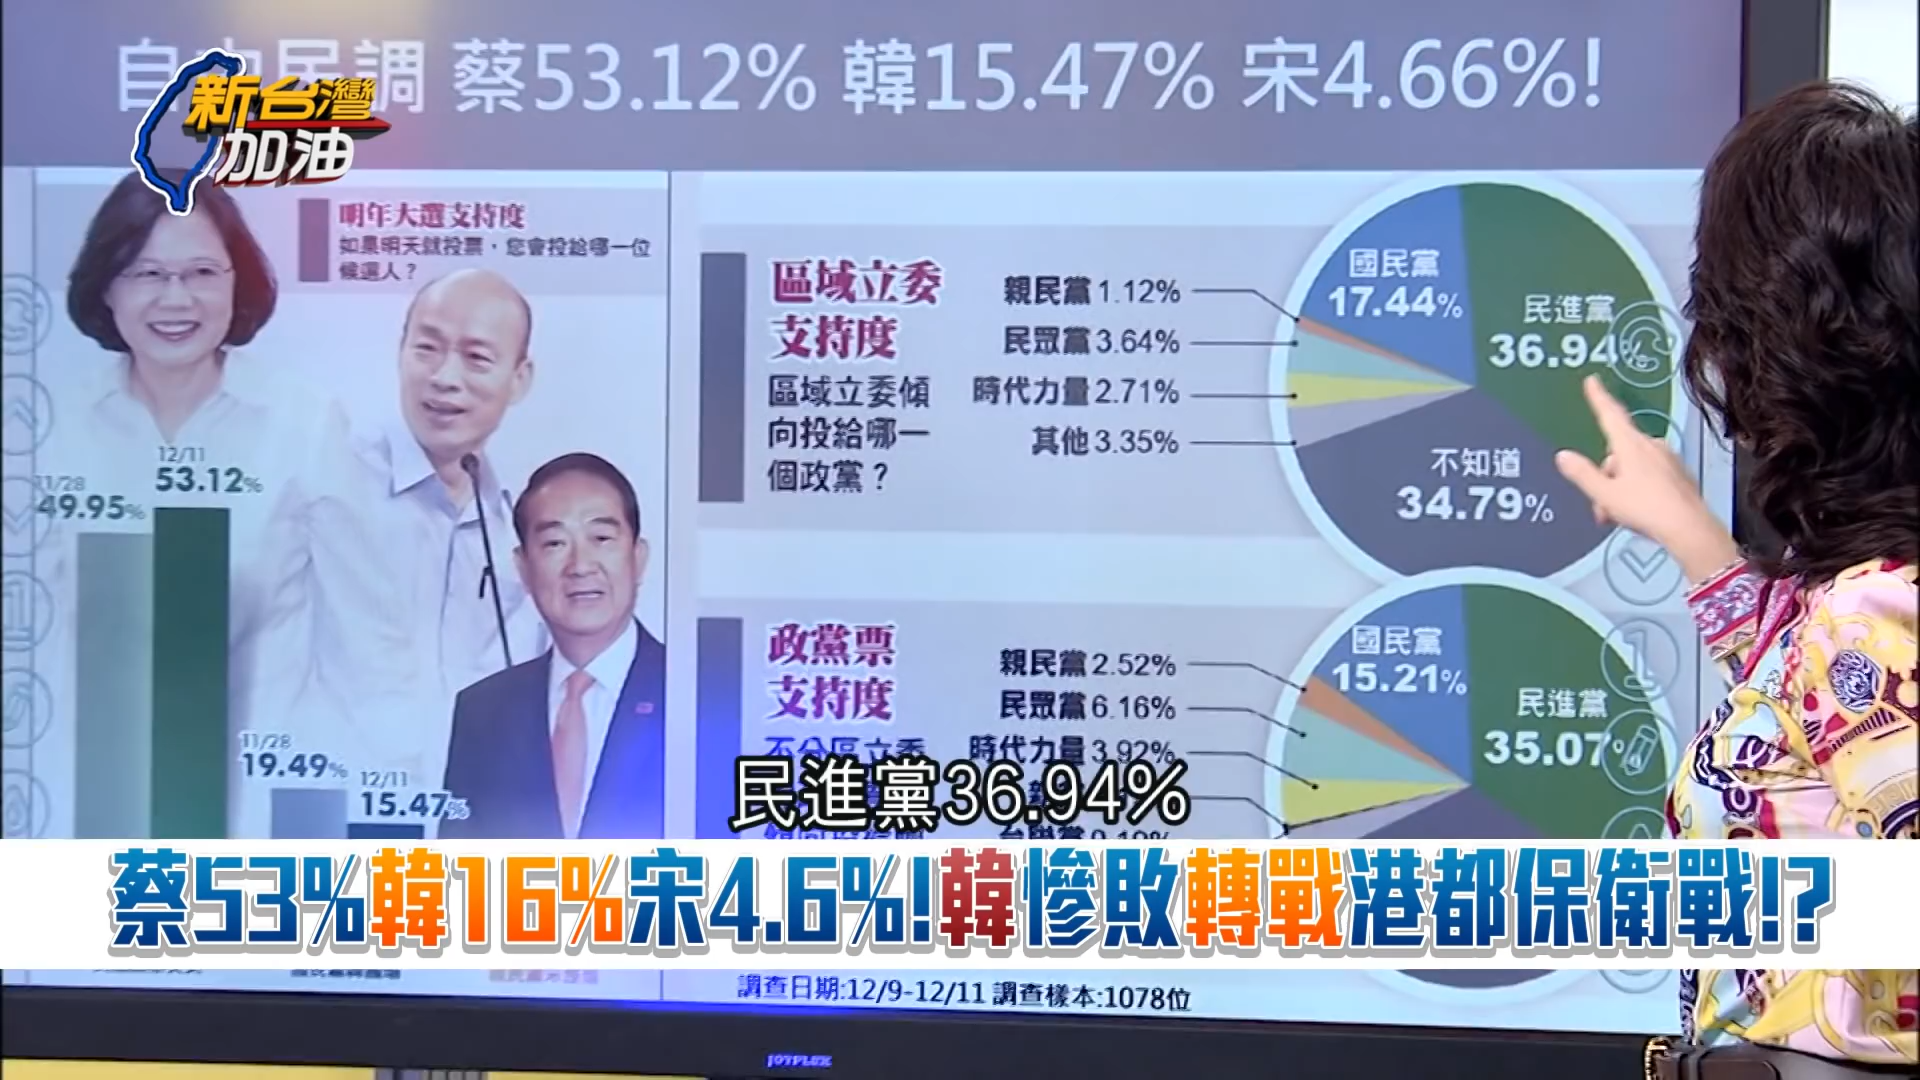 自由民調 蔡53.12% 韓15.47% 宋4.66%!
新台灣
加油
明年大選支持度
如果明天就投票，您會投給哪一位
候選人？
12/11
53.12%
11/28
49.95%
11/28
19.49%
12/11
15.47%
區域立委
支持度
區域立委傾
向投給哪一
個政黨？
親民黨1.12%
民眾黨3.64%
時代力量2.71%
其他3.35%
國民黨
17.44%
民進黨
36.94
不知道
34.79%
政黨票
支持度
不分區立委
親民黨2.52%
民眾黨6.16%
時代力量3.92%
國民黨
15.21%
民進黨
35.07%
民進黨36.94%
蔡53%韓16%宋4.6%!韓慘敗轉戰港都保衛戰!?
調查日期:12/9-12/11 調查樣本:1078位
JOYPLEX